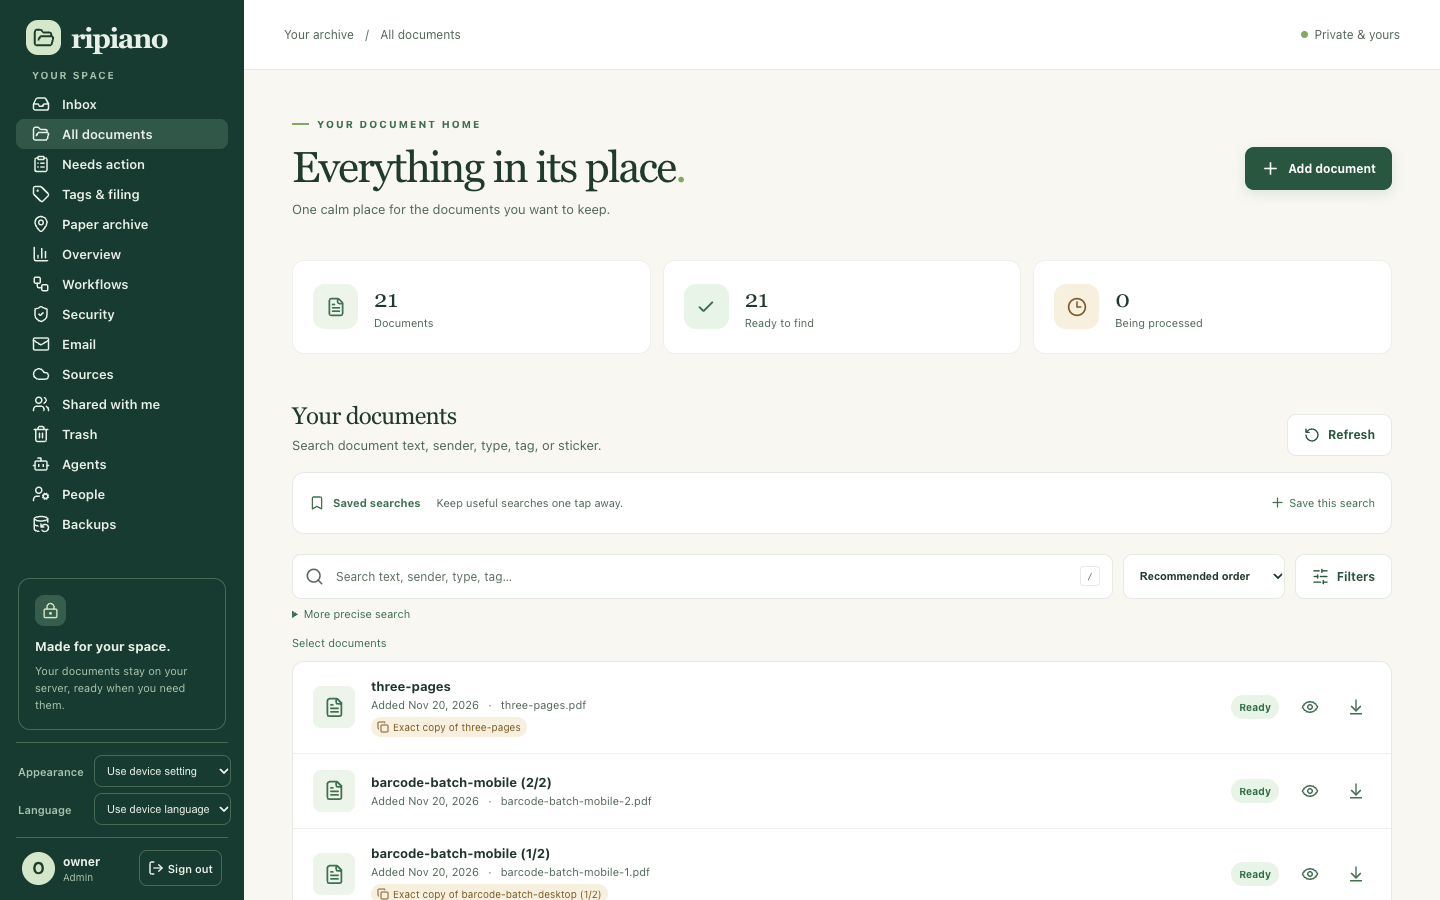 ripiano
YOUR SPACE
Inbox
All documents
Needs action
Tags & filing
Paper archive
Overview
Workflows
Security
Email
Sources
Shared with me
Trash
Agents
People
Backups
Made for your space.
Your documents stay on your
server, ready when you need
them.
Appearance Use device setting
Language Use device language
O owner
Admin
Sign out
Your archive / All documents
Private & yours
YOUR DOCUMENT HOME
Everything in its place.
One calm place for the documents you want to keep.
Add document
21
Documents
21
Ready to find
0
Being processed
Your documents
Search document text, sender, type, tag, or sticker.
Refresh
Saved searches Keep useful searches one tap away.
Save this search
Search text, sender, type, tag... /
Recommended order
Filters
More precise search
Select documents
three-pages
Added Nov 20, 2026 · three-pages.pdf
Exact copy of three-pages
Ready
barcode-batch-mobile (2/2)
Added Nov 20, 2026 · barcode-batch-mobile-2.pdf
Ready
barcode-batch-mobile (1/2)
Added Nov 20, 2026 · barcode-batch-mobile-1.pdf
Exact copy of barcode-batch-desktop (1/2)
Ready